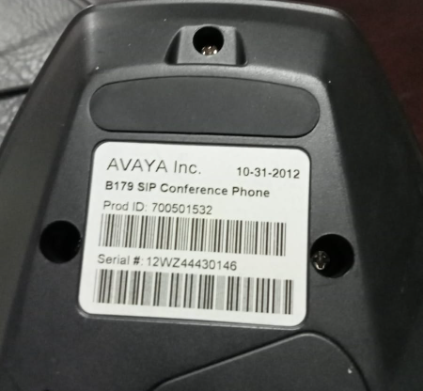 AVAYA Inc. 10-31-2012
B179 SIP Conference Phone
Prod ID: 700501532
Serial #: 12WZ44430146